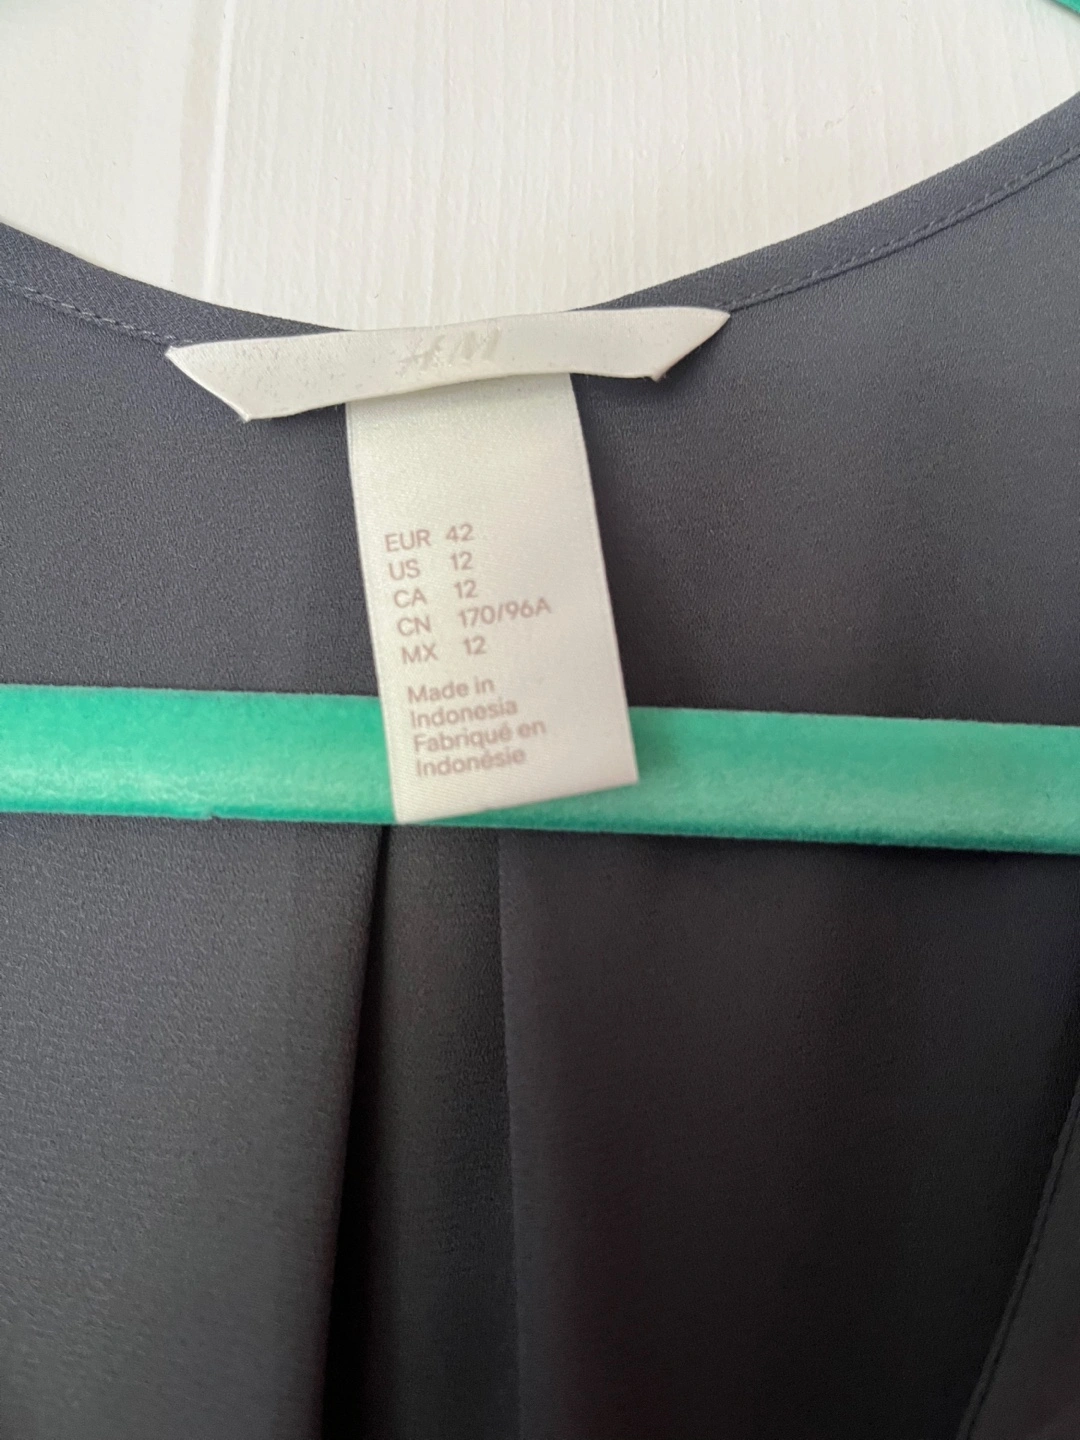 H&M
EUR 42
US 12
CA 12
CN 170/96A
MX 12
Made in
Indonesia
Fabriqué en
Indonésie